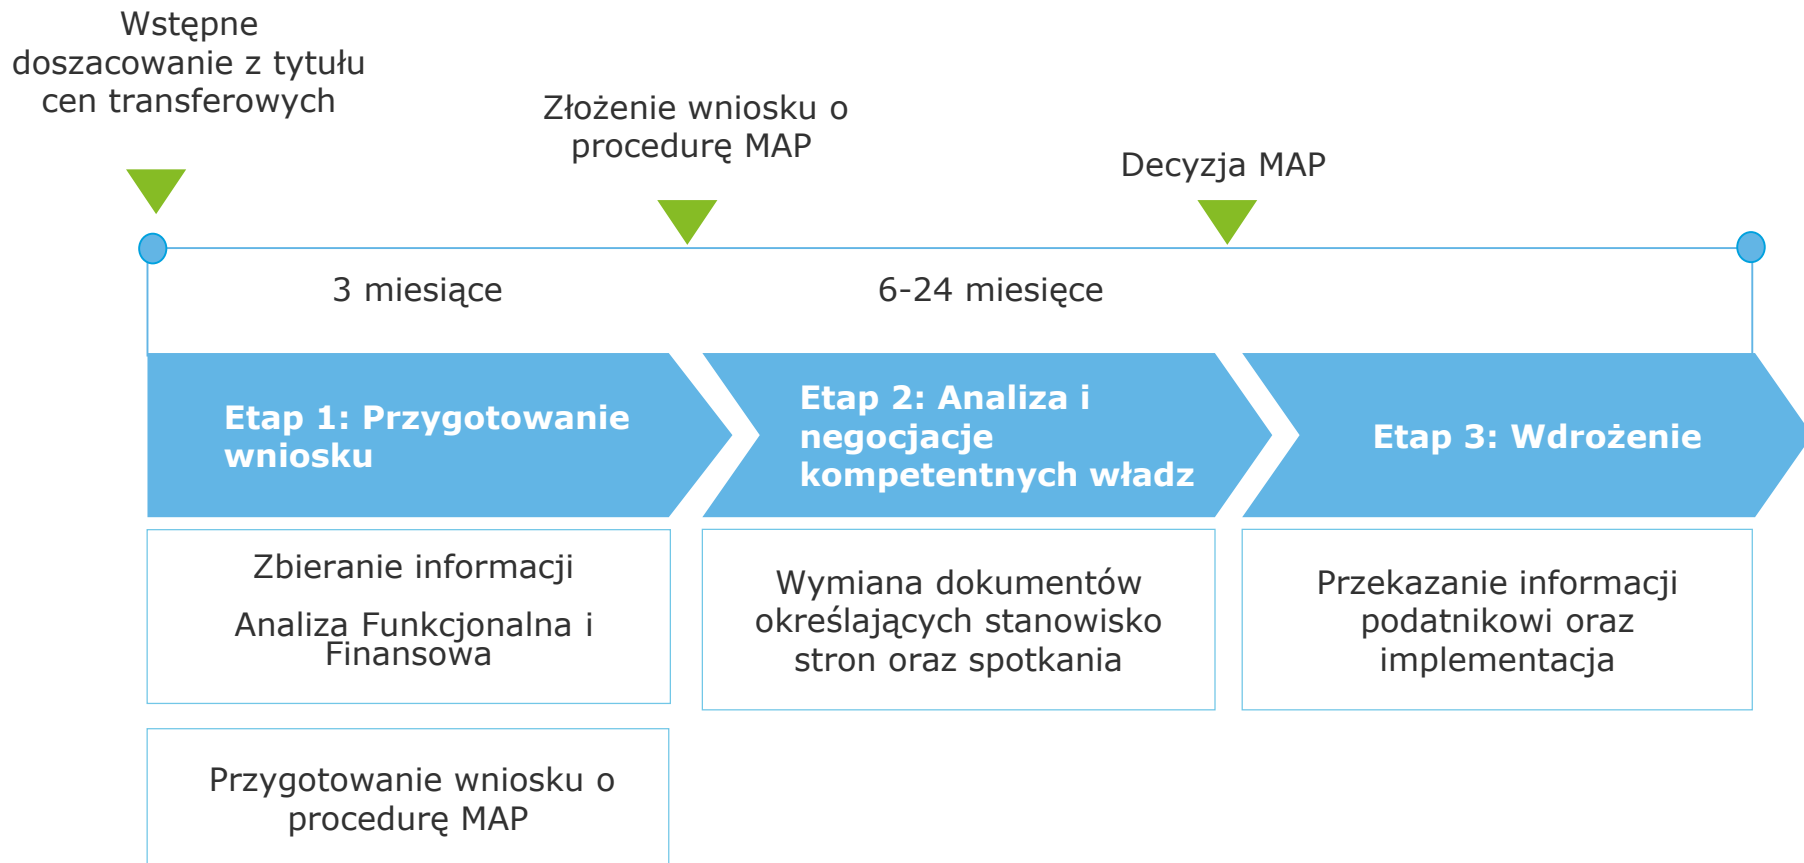 Wstępne
doszacowanie z tytułu
cen transferowych
Złożenie wniosku o
procedurę MAP
Decyzja MAP
3 miesiące
6-24 miesięce
Etap 1: Przygotowanie
wniosku
Etap 2: Analiza i
negocjacje
kompetentnych władz
Etap 3: Wdrożenie
Zbieranie informacji
Analiza Funkcjonalna i
Finansowa
Wymiana dokumentów
określających stanowisko
stron oraz spotkania
Przekazanie informacji
podatnikowi oraz
implementacja
Przygotowanie wniosku o
procedurę MAP